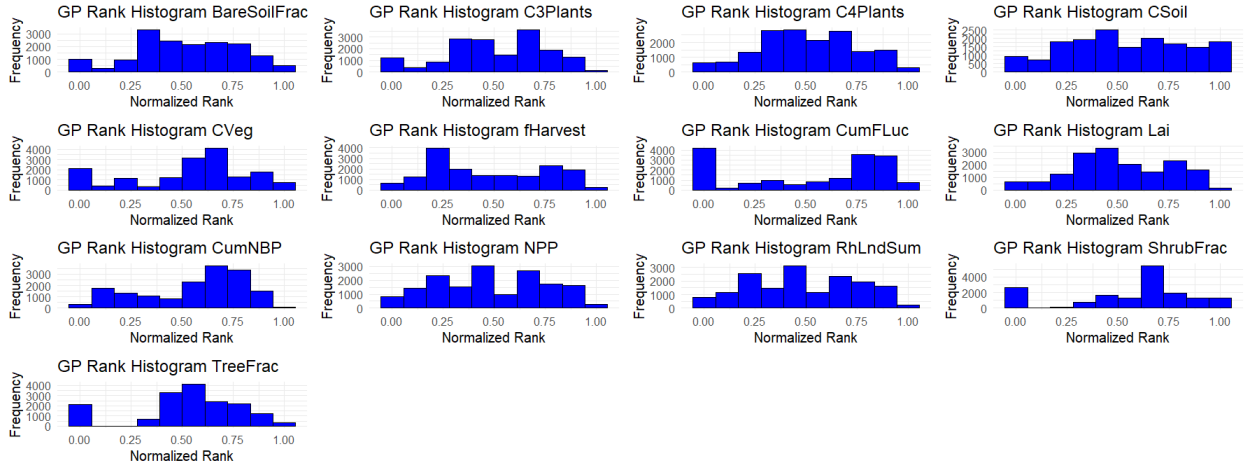 GP Rank Histogram BareSoilFrac
Frequency
3000
2000
1000
0
0.00 0.25 0.50 0.75 1.00
Normalized Rank
GP Rank Histogram C3Plants
Frequency
3000
2000
1000
0
0.00 0.25 0.50 0.75 1.00
Normalized Rank
GP Rank Histogram C4Plants
Frequency
2000
1000
0
0.00 0.25 0.50 0.75 1.00
Normalized Rank
GP Rank Histogram CSoil
Frequency
2500
2000
1500
1000
500
0
0.00 0.25 0.50 0.75 1.00
Normalized Rank
GP Rank Histogram CVeg
Frequency
4000
3000
2000
1000
0
0.00 0.25 0.50 0.75 1.00
Normalized Rank
GP Rank Histogram fHarvest
Frequency
4000
3000
2000
1000
0
0.00 0.25 0.50 0.75 1.00
Normalized Rank
GP Rank Histogram CumFLuc
Frequency
4000
3000
2000
1000
0
0.00 0.25 0.50 0.75 1.00
Normalized Rank
GP Rank Histogram Lai
Frequency
3000
2000
1000
0
0.00 0.25 0.50 0.75 1.00
Normalized Rank
GP Rank Histogram CumNBP
Frequency
3000
2000
1000
0
0.00 0.25 0.50 0.75 1.00
Normalized Rank
GP Rank Histogram NPP
Frequency
3000
2000
1000
0
0.00 0.25 0.50 0.75 1.00
Normalized Rank
GP Rank Histogram RhLndSum
Frequency
3000
2000
1000
0
0.00 0.25 0.50 0.75 1.00
Normalized Rank
GP Rank Histogram ShrubFrac
Frequency
4000
2000
0
0.00 0.25 0.50 0.75 1.00
Normalized Rank
GP Rank Histogram TreeFrac
Frequency
4000
3000
2000
1000
0
0.00 0.25 0.50 0.75 1.00
Normalized Rank